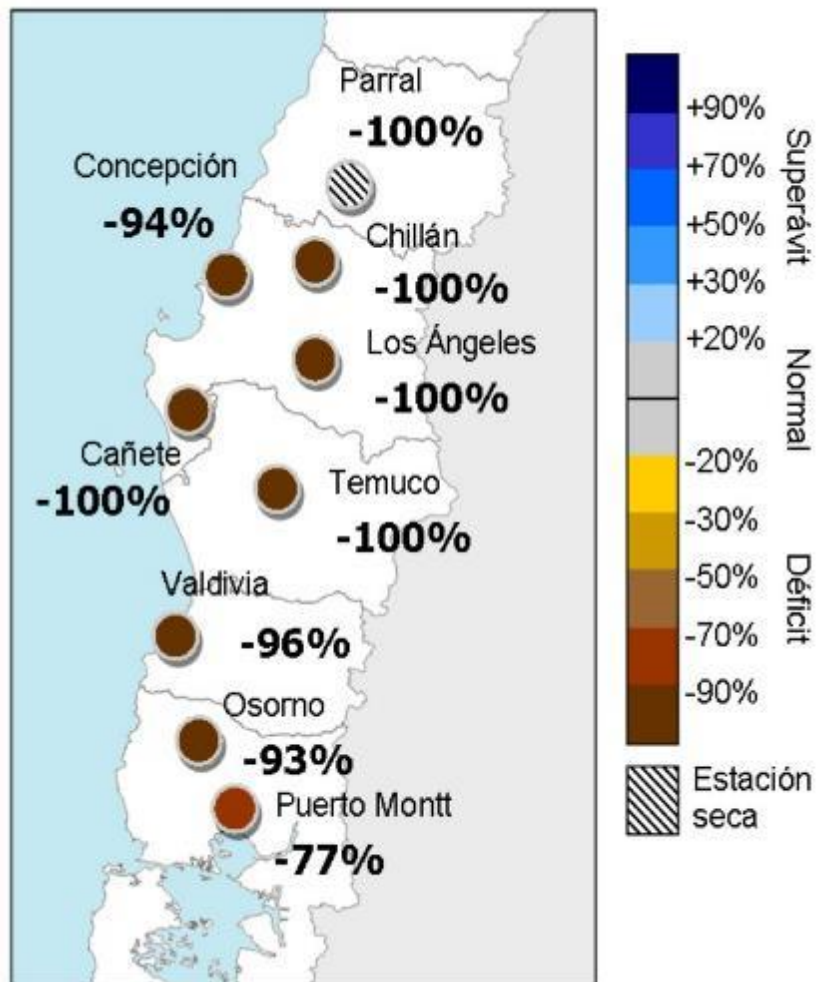 Parral
-100%
Concepción
-94%
Chillán
-100%
Los Ángeles
-100%
Cañete
-100%
Temuco
-100%
Valdivia
-96%
Osorno
-93%
Puerto Montt
-77%
+90%
+70%
+50%
+30%
+20%
-20%
-30%
-50%
-70%
-90%
Superávit
Normal
Déficit
Estación
seca